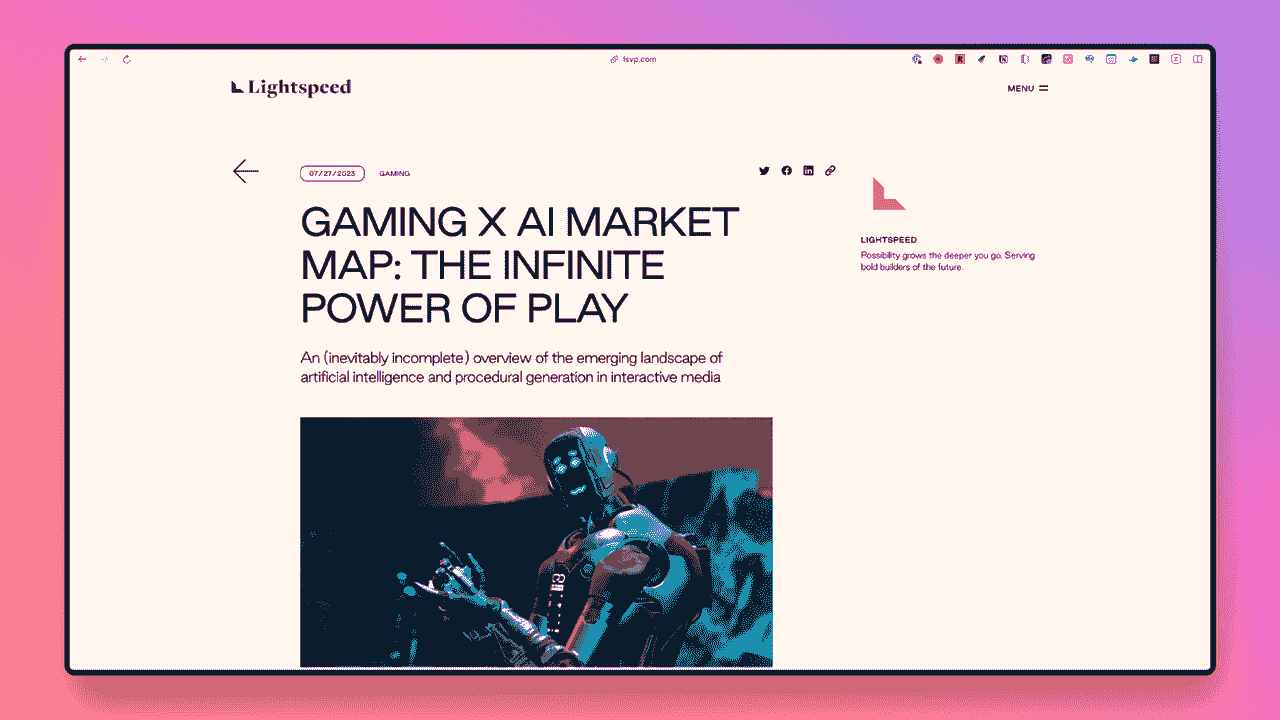 lsvp.com
Lightspeed
MENU
07/27/2023
GAMING
GAMING X AI MARKET
MAP: THE INFINITE
POWER OF PLAY
An (inevitably incomplete) overview of the emerging landscape of
artificial intelligence and procedural generation in interactive media
LIGHTSPEED
Possibility grows the deeper you go. Serving
bold builders of the future.